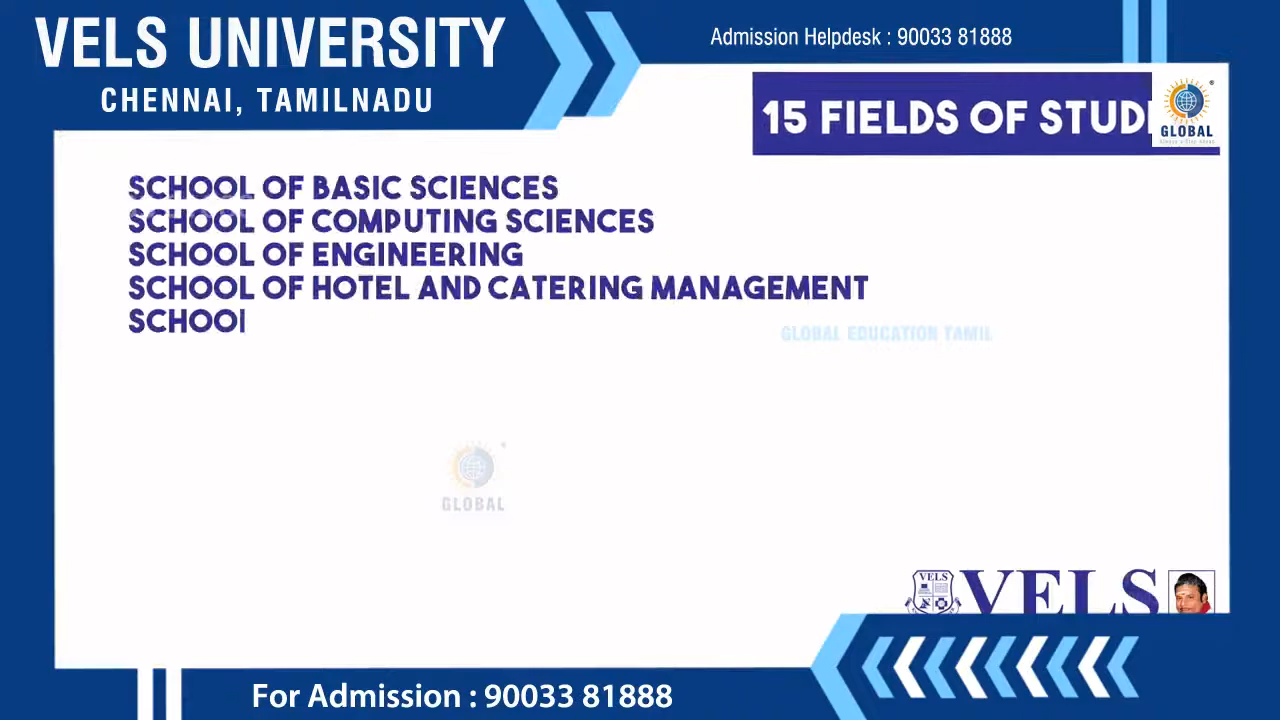 VELS UNIVERSITY
CHENNAI, TAMILNADU
Admission Helpdesk : 90033 81888
15 FIELDS OF STUD
GLOBAL
SCHOOL OF BASIC SCIENCES
SCHOOL OF COMPUTING SCIENCES
SCHOOL OF ENGINEERING
SCHOOL OF HOTEL AND CATERING MANAGEMENT
SCHOO
GLOBAL EDUCATION TAMIL
GLOBAL
VELS
VELS
For Admission : 90033 81888